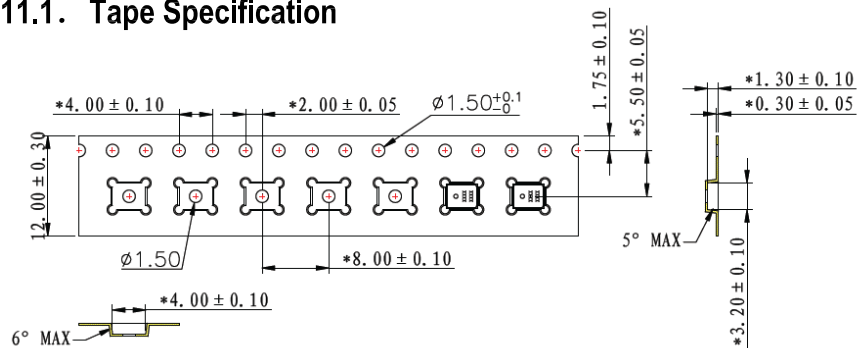 11.1. Tape Specification
1.75±0.10
*5.50±0.05
*1.30±0.10
*0.30±0.05
*4.00±0.10
*2.00±0.05
Ø1.50+0.1
-0
12.00±0.30
Ø1.50
*8.00±0.10
5° MAX
*3.20±0.10
*4.00±0.10
6° MAX